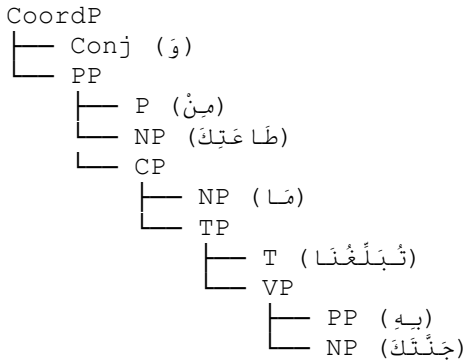 CoordP
├── Conj (وَ)
└── PP
├── P (مِنْ)
└── NP (طَاعَتِكَ)
└── CP
├── NP (مَا)
└── TP
├── T (تُبَلِّغُنَا)
└── VP
├── PP (بِهِ)
└── NP (جَنَّتَكَ)